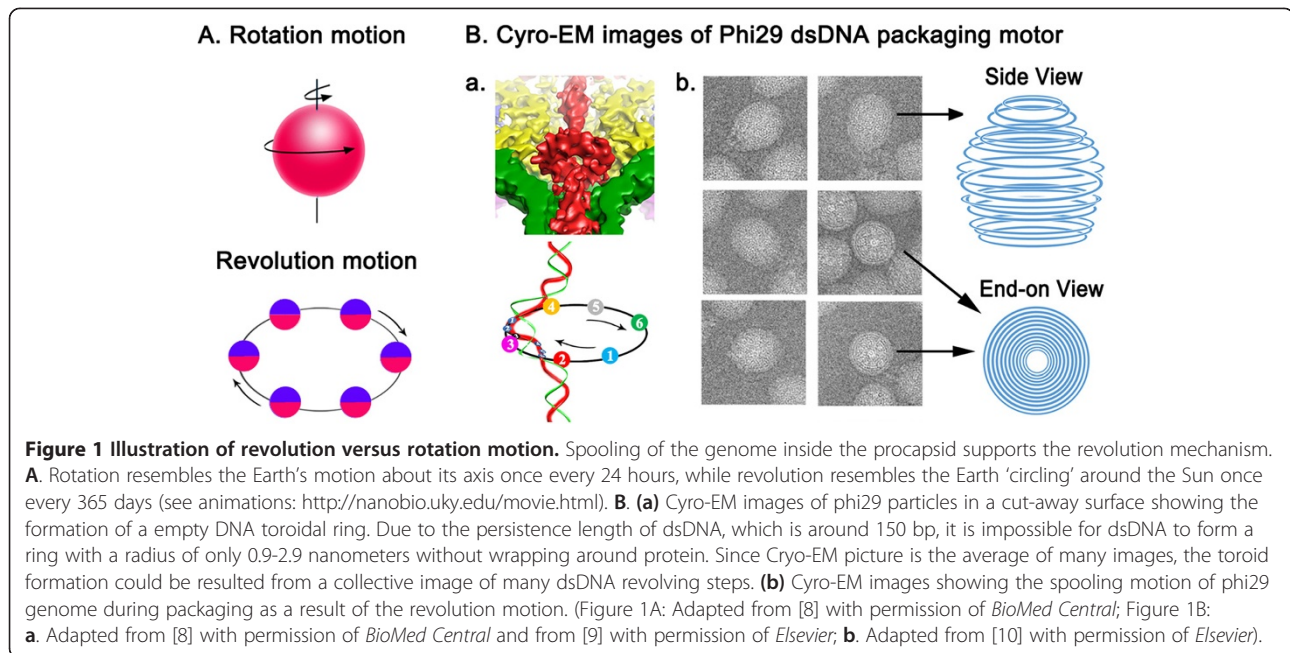 A. Rotation motion
Revolution motion
B. Cyro-EM images of Phi29 dsDNA packaging motor
a.
4
5
6
3
2
1
b.
Side View
End-on View
Figure 1 Illustration of revolution versus rotation motion. Spooling of the genome inside the procapsid supports the revolution mechanism.
A. Rotation resembles the Earth's motion about its axis once every 24 hours, while revolution resembles the Earth 'circling' around the Sun once
every 365 days (see animations: http://nanobio.uky.edu/movie.html). B. (a) Cyro-EM images of phi29 particles in a cut-away surface showing the
formation of a empty DNA toroidal ring. Due to the persistence length of dsDNA, which is around 150 bp, it is impossible for dsDNA to form a
ring with a radius of only 0.9-2.9 nanometers without wrapping around protein. Since Cryo-EM picture is the average of many images, the toroid
formation could be resulted from a collective image of many dsDNA revolving steps. (b) Cyro-EM images showing the spooling motion of phi29
genome during packaging as a result of the revolution motion. (Figure 1A: Adapted from [8] with permission of BioMed Central; Figure 1B:
a. Adapted from [8] with permission of BioMed Central and from [9] with permission of Elsevier; b. Adapted from [10] with permission of Elsevier).